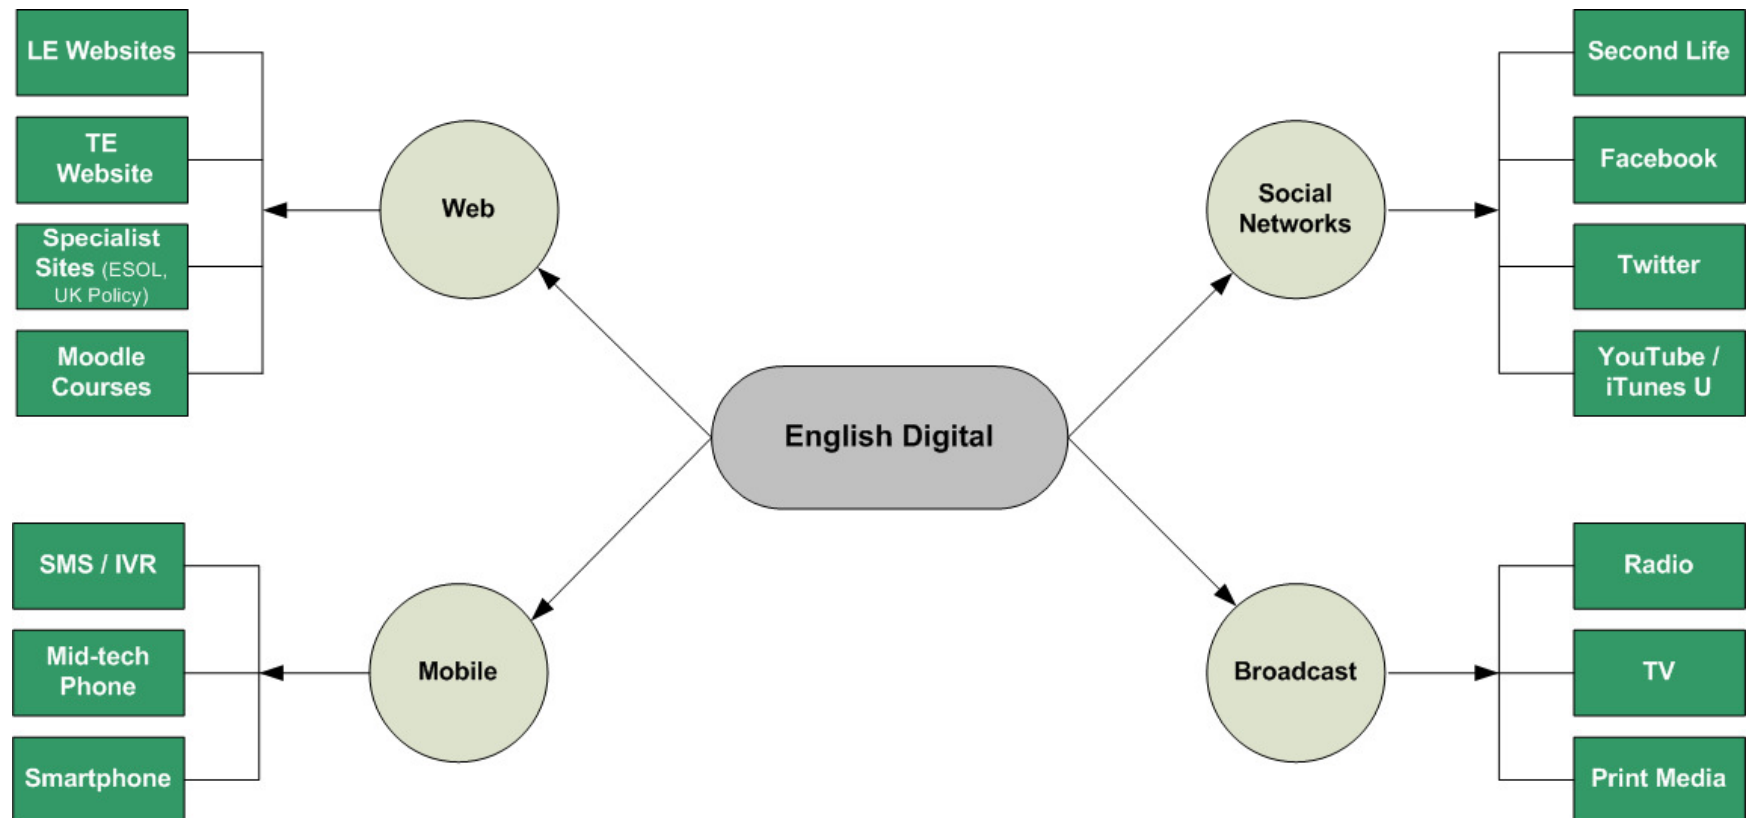 LE Websites
TE
Website
Specialist
Sites (ESOL,
UK Policy)
Moodle
Courses
Web
Social
Networks
Second Life
Facebook
Twitter
YouTube /
iTunes U
English Digital
SMS / IVR
Mid-tech
Phone
Smartphone
Mobile
Broadcast
Radio
TV
Print Media